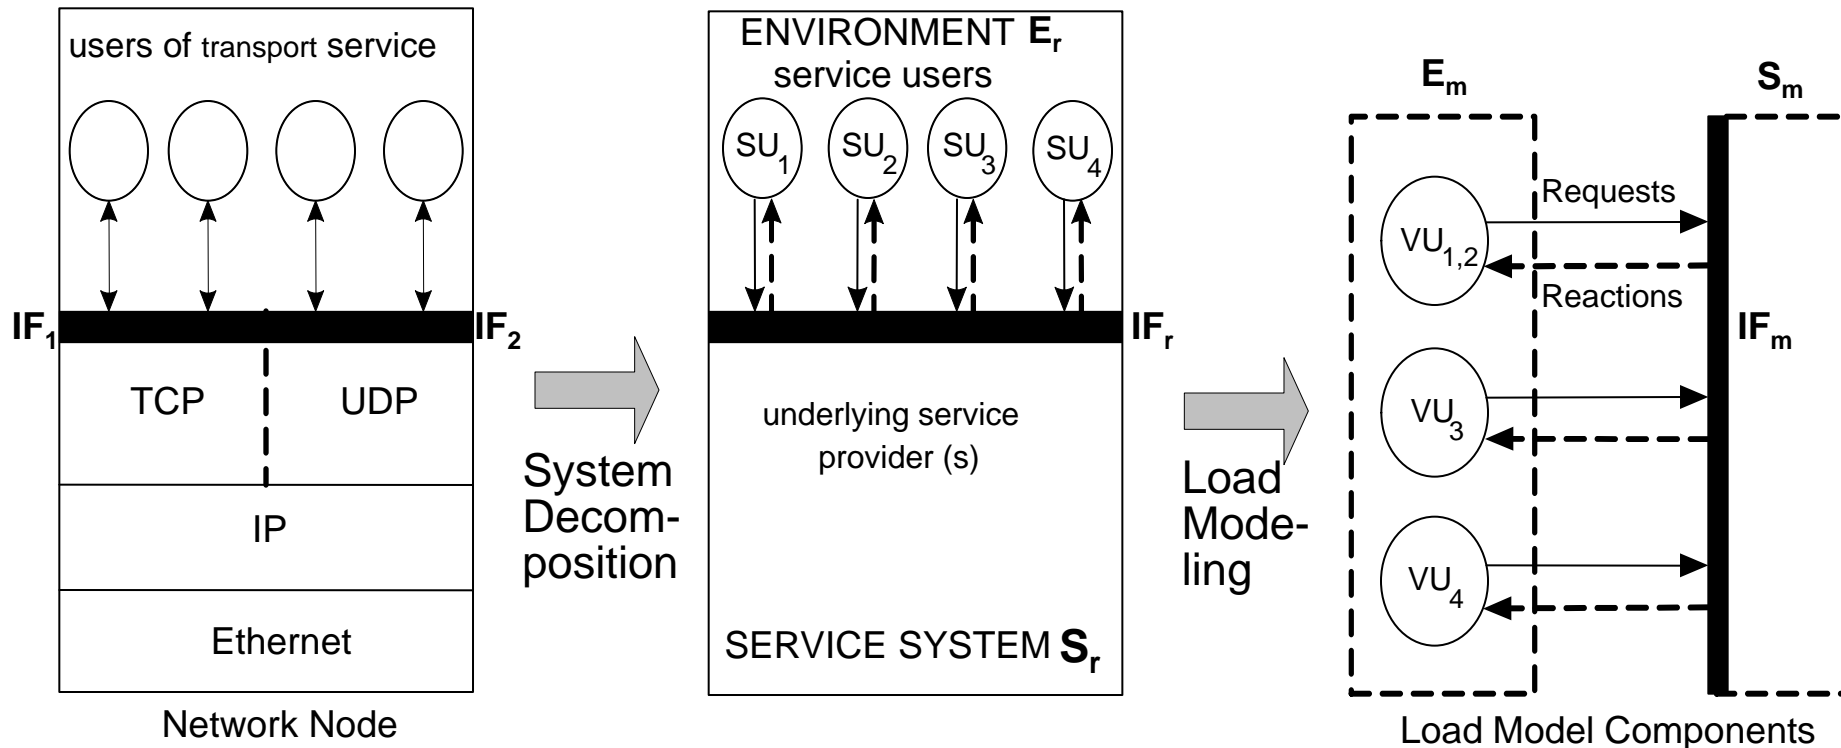 users of transport service
IF1
IF2
TCP
UDP
IP
Ethernet
Network Node
System
Decom-
position
ENVIRONMENT Er
service users
SU1
SU2
SU3
SU4
IFr
underlying service
provider (s)
SERVICE SYSTEM Sr
Load
Mode-
ling
Em
Sm
VU1,2
Requests
Reactions
IFm
VU3
VU4
Load Model Components